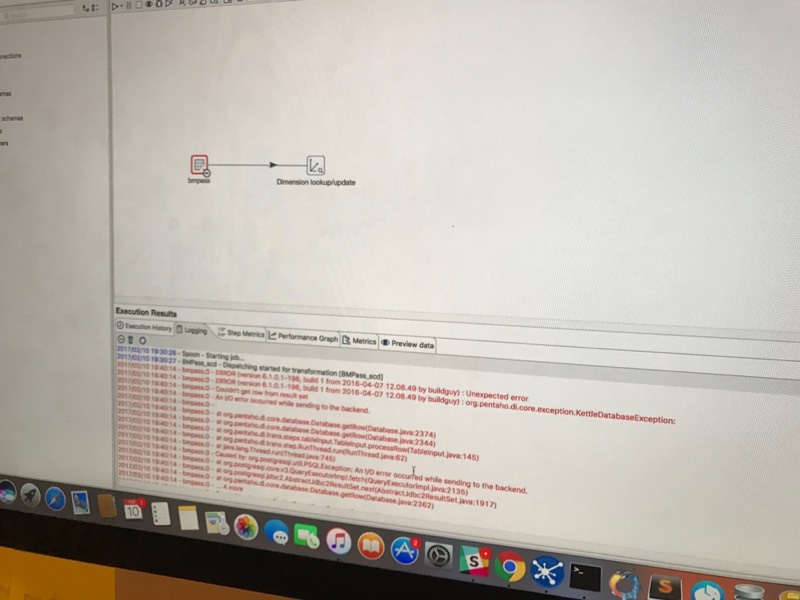 nections
schemas
bmpass
Dimension lookup/update
Execution Results
Execution History
Logging
Step Metrics
Performance Graph
Metrics
Preview data
2017/02/10 18:30:26 - Spoon - Starting job...
2017/02/10 18:30:27 - BMPass_scd - Dispatching started for transformation [BMPass_scd]
2017/02/10 18:40:14 - bmpass.0 - ERROR (version 6.1.0.1-196, build 1 from 2016-04-07 12.08.49 by buildguy) : Unexpected error
2017/02/10 18:40:14 - bmpass.0 - ERROR (version 6.1.0.1-196, build 1 from 2016-04-07 12.08.49 by buildguy) : org.pentaho.di.core.exception.KettleDatabaseException:
2017/02/10 18:40:14 - bmpass.0 - Couldn't get row from result set
2017/02/10 18:40:14 - bmpass.0 - An I/O error occurred while sending to the backend.
2017/02/10 18:40:14 - bmpass.0 -
2017/02/10 18:40:14 - bmpass.0 - at org.pentaho.di.core.database.Database.getRow(Database.java:2374)
2017/02/10 18:40:14 - bmpass.0 - at org.pentaho.di.core.database.Database.getRow(Database.java:2344)
2017/02/10 18:40:14 - bmpass.0 - at org.pentaho.di.trans.steps.tableinput.TableInput.processRow(TableInput.java:145)
2017/02/10 18:40:14 - bmpass.0 - at org.pentaho.di.trans.step.RunThread.run(RunThread.java:62)
2017/02/10 18:40:14 - bmpass.0 - at java.lang.Thread.run(Thread.java:745)
2017/02/10 18:40:14 - bmpass.0 - Caused by: org.postgresql.util.PSQLException: An I/O error occurred while sending to the backend.
2017/02/10 18:40:14 - bmpass.0 - at org.postgresql.core.v3.QueryExecutorImpl.fetch(QueryExecutorImpl.java:2135)
2017/02/10 18:40:14 - bmpass.0 - at org.postgresql.jdbc2.AbstractJdbc2ResultSet.next(AbstractJdbc2ResultSet.java:1917)
2017/02/10 18:40:14 - bmpass.0 - at org.pentaho.di.core.database.Database.getRow(Database.java:2362)
2017/02/10 18:40:14 - bmpass.0 - ... 4 more
10
S
S